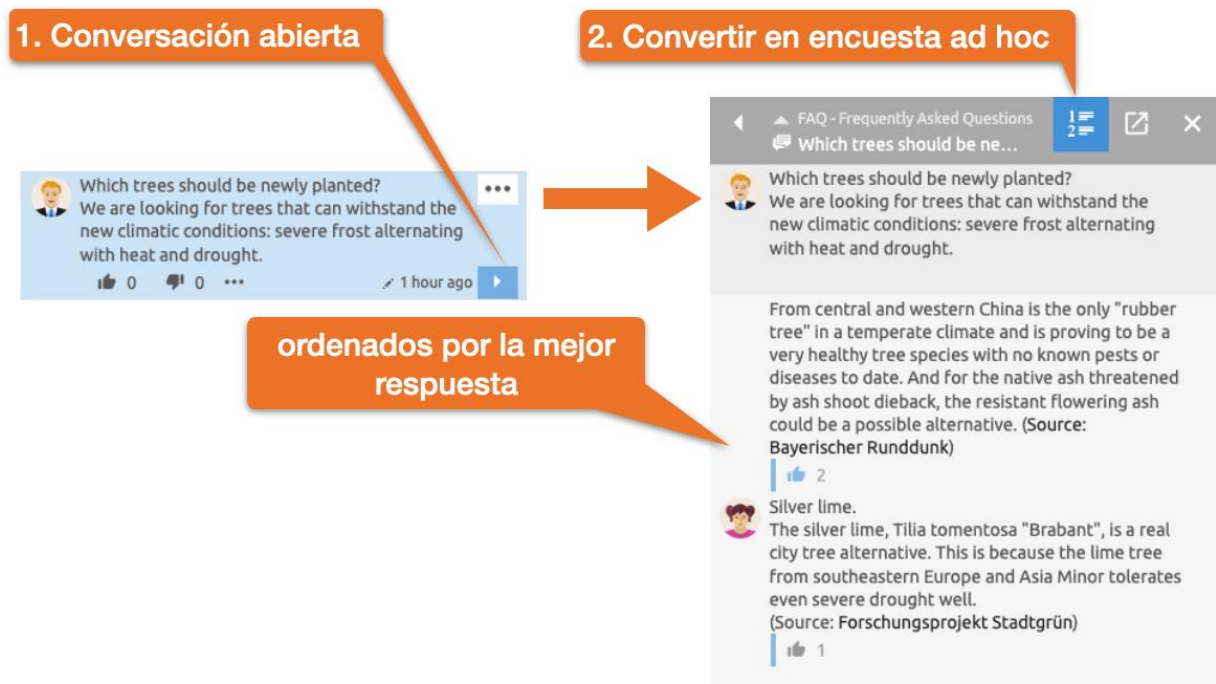 1. Conversación abierta
2. Convertir en encuesta ad hoc
Which trees should be newly planted?
We are looking for trees that can withstand the
new climatic conditions: severe frost alternating
with heat and drought.
0 0 1 hour ago
ordenados por la mejor
respuesta
FAQ - Frequently Asked Questions
Which trees should be ne...
1
2
Which trees should be newly planted?
We are looking for trees that can withstand the
new climatic conditions: severe frost alternating
with heat and drought.
From central and western China is the only "rubber
tree" in a temperate climate and is proving to be a
very healthy tree species with no known pests or
diseases to date. And for the native ash threatened
by ash shoot dieback, the resistant flowering ash
could be a possible alternative. (Source:
Bayerischer Runddunk)
2
Silver lime.
The silver lime, Tilia tomentosa "Brabant", is a real
city tree alternative. This is because the lime tree
from southeastern Europe and Asia Minor tolerates
even severe drought well.
(Source: Forschungsprojekt Stadtgrün)
1